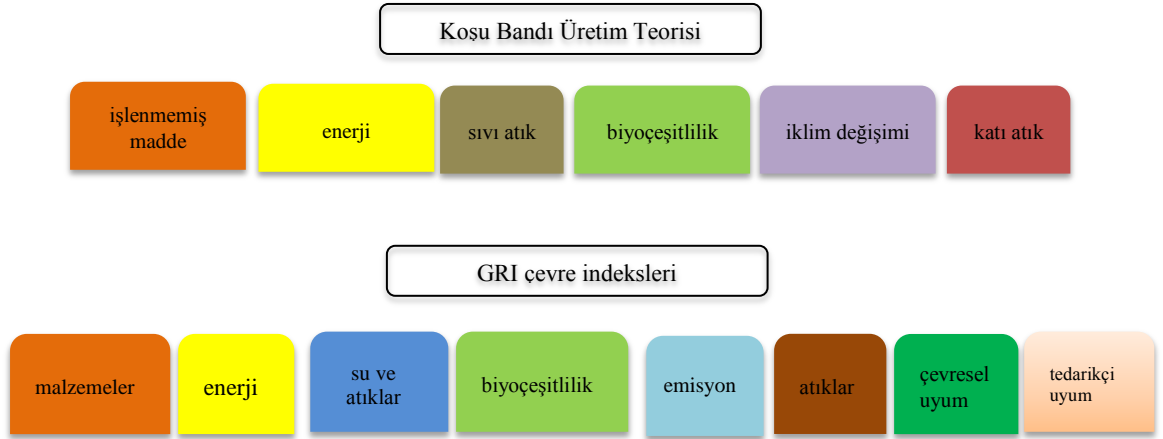 Koşu Bandı Üretim Teorisi
işlenmemiş
madde
enerji
sıvı atık
biyoçeşitlilik
iklim değişimi
katı atık
GRI çevre indeksleri
malzemeler
enerji
su ve
atıklar
biyoçeşitlilik
emisyon
atıklar
çevresel
uyum
tedarikçi
uyum